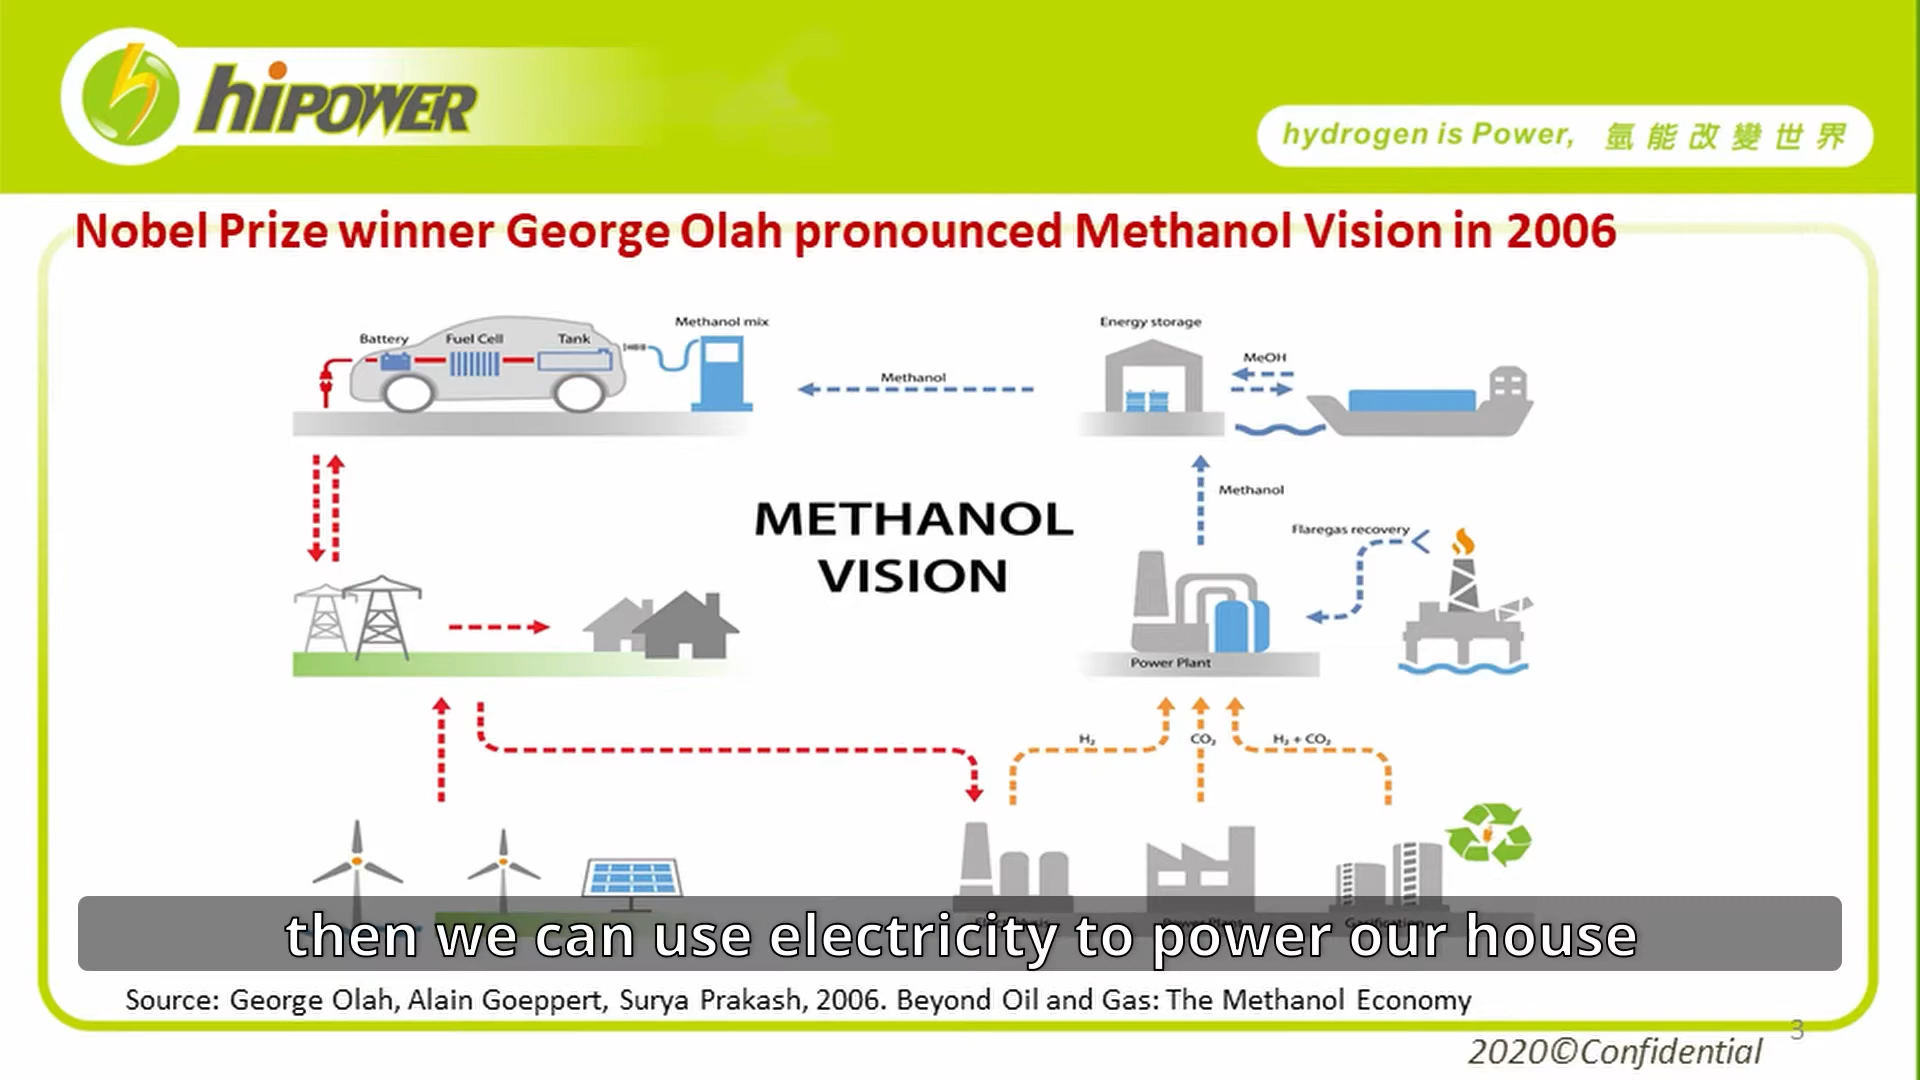 hiPOWER
hydrogen is Power, 氫能改變世界
Nobel Prize winner George Olah pronounced Methanol Vision in 2006
Battery
Fuel Cell
Tank
Methanol mix
Methanol
Energy storage
MeOH
METHANOL
VISION
Methanol
Flaregas recovery
Power Plant
H₂
CO₂
H₂ + CO₂
Power Plant
Gasification
then we can use electricity to power our house
Source: George Olah, Alain Goeppert, Surya Prakash, 2006. Beyond Oil and Gas: The Methanol Economy
3
2020©Confidential